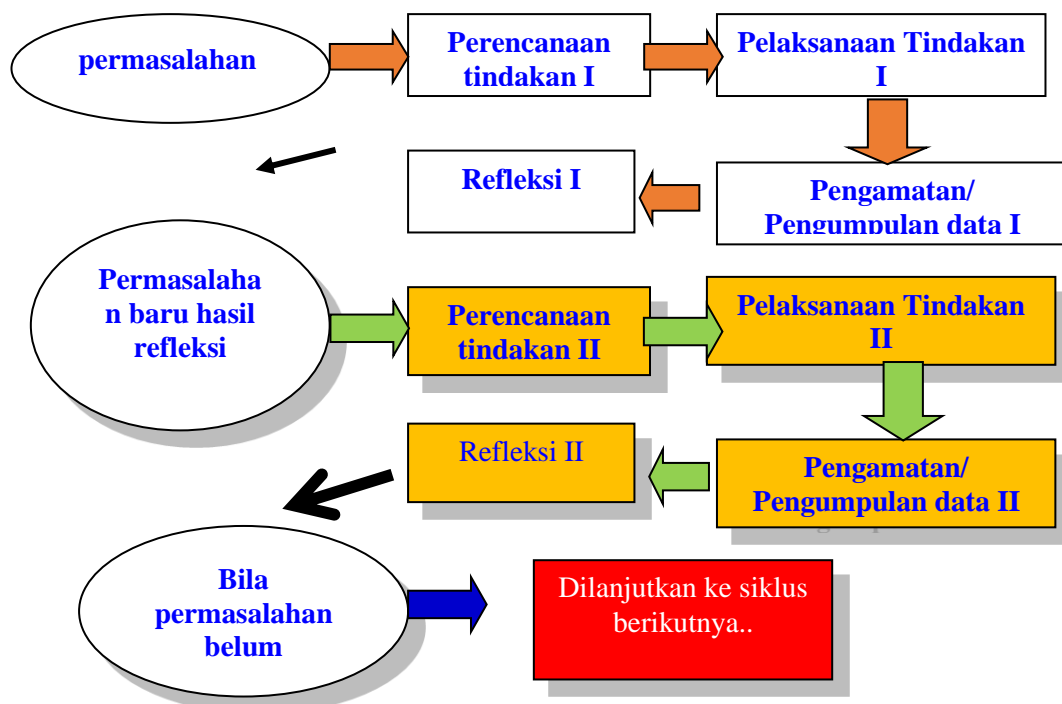 permasalahan
Perencanaan
tindakan I
Pelaksanaan Tindakan
I
Refleksi I
Pengamatan/
Pengumpulan data I
Permasalaha
n baru hasil
refleksi
Perencanaan
tindakan II
Pelaksanaan Tindakan
II
Refleksi II
Pengamatan/
Pengumpulan data II
Bila
permasalahan
belum
Dilanjutkan ke siklus
berikutnya..